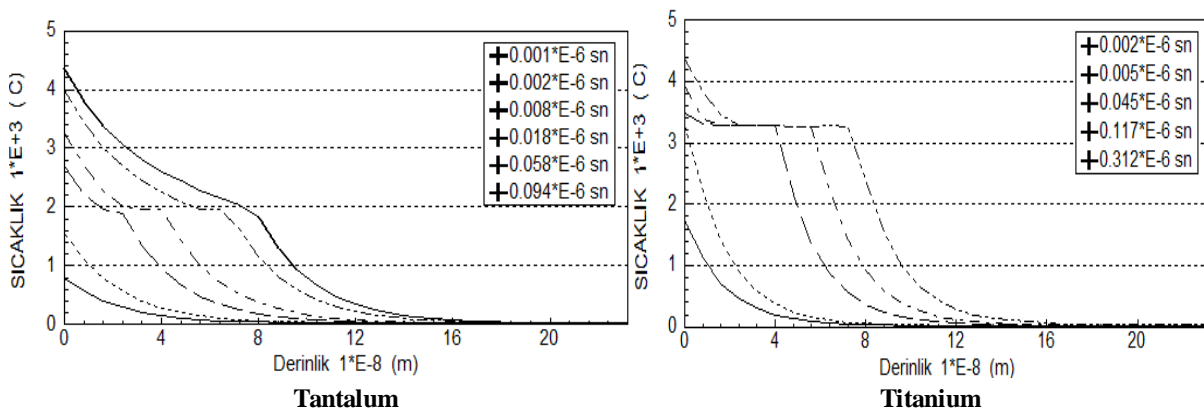 SICAKLIK 1*E+3 ( C)
5
4
3
2
1
0
0 4 8 12 16 20
0.001*E-6 sn
0.002*E-6 sn
0.008*E-6 sn
0.018*E-6 sn
0.058*E-6 sn
0.094*E-6 sn
Derinlik 1*E-8 (m)
Tantalum
SICAKLIK 1*E+3 ( C)
5
4
3
2
1
0
0 4 8 12 16 20
0.002*E-6 sn
0.005*E-6 sn
0.045*E-6 sn
0.117*E-6 sn
0.312*E-6 sn
Derinlik 1*E-8 (m)
Titanium